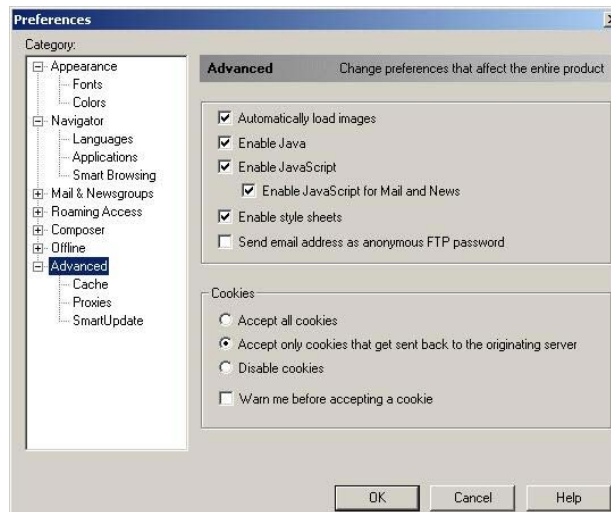 Preferences
Category:
Appearance
Fonts
Colors
Navigator
Languages
Applications
Smart Browsing
Mail & Newsgroups
Roaming Access
Composer
Offline
Advanced
Cache
Proxies
SmartUpdate
Advanced Change preferences that affect the entire product
Automatically load images
Enable Java
Enable JavaScript
Enable JavaScript for Mail and News
Enable style sheets
Send email address as anonymous FTP password
Cookies
Accept all cookies
Accept only cookies that get sent back to the originating server
Disable cookies
Warn me before accepting a cookie
OK Cancel Help